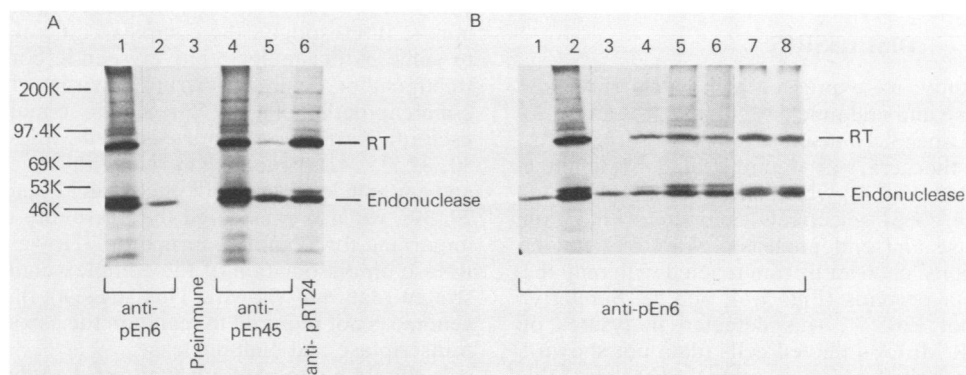 A
B
1 2 3 4 5 6
1 2 3 4 5 6 7 8
200K
97.4K
69K
53K
46K
RT
Endonuclease
RT
Endonuclease
anti-
pEn6
Preimmune
anti-
pEn45
anti- pRT24
anti-pEn6